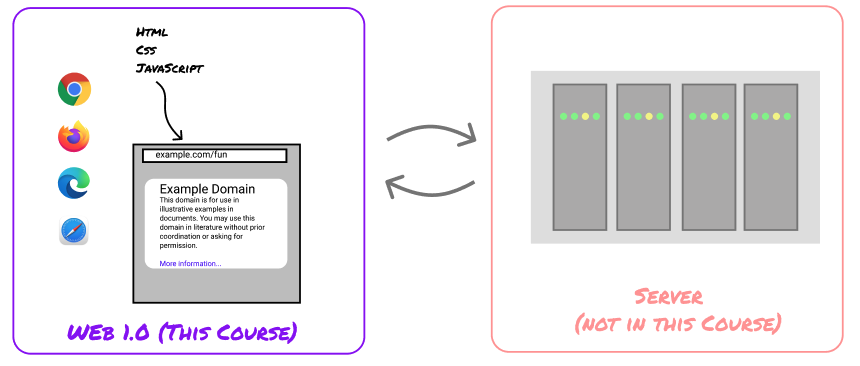 Html
Css
JavaScript
example.com/fun
Example Domain
This domain is for use in
illustrative examples in
documents. You may use this
domain in literature without prior
coordination or asking for
permission.
More information...
WEb 1.0 (This Course)
Server
(not in this Course)